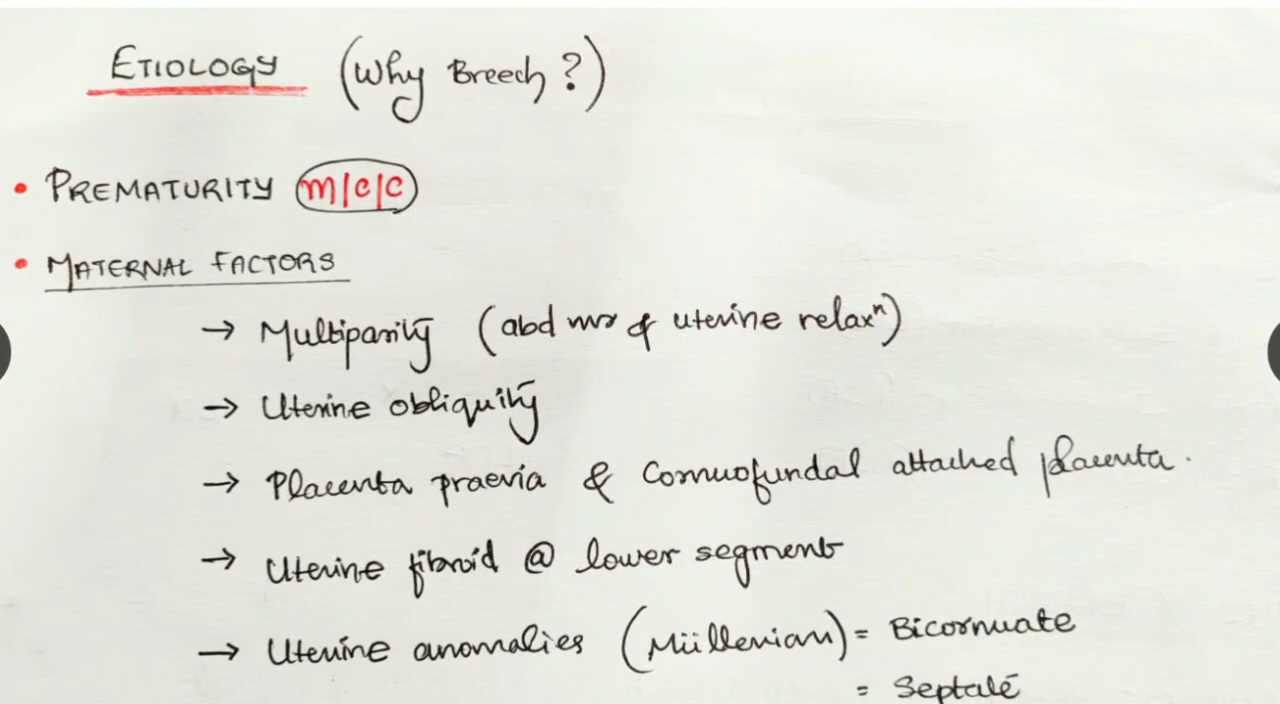 ETIOLOGY (Why Breech?)
• PREMATURITY m/c/c
• MATERNAL FACTORS
→ Multiparity (abd ms & uterine relaxⁿ)
→ Uterine obliquity
→ Placenta praevia & Cornuofundal attached placenta.
→ Uterine fibroid @ lower segment
→ Uterine anomalies (Müllerian) = Bicornuate
= Septate